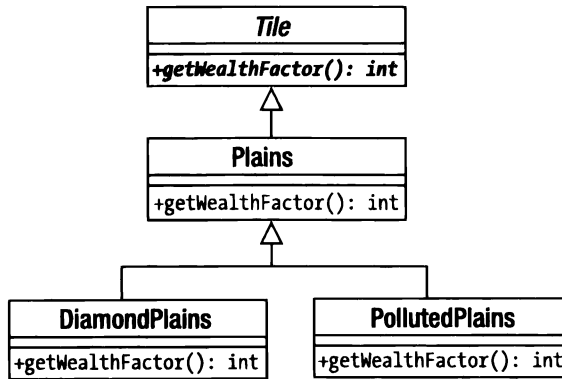 Tile
+getWealthFactor(): int
Plains
+getWealthFactor(): int
DiamondPlains
+getWealthFactor(): int
PollutedPlains
+getWealthFactor(): int